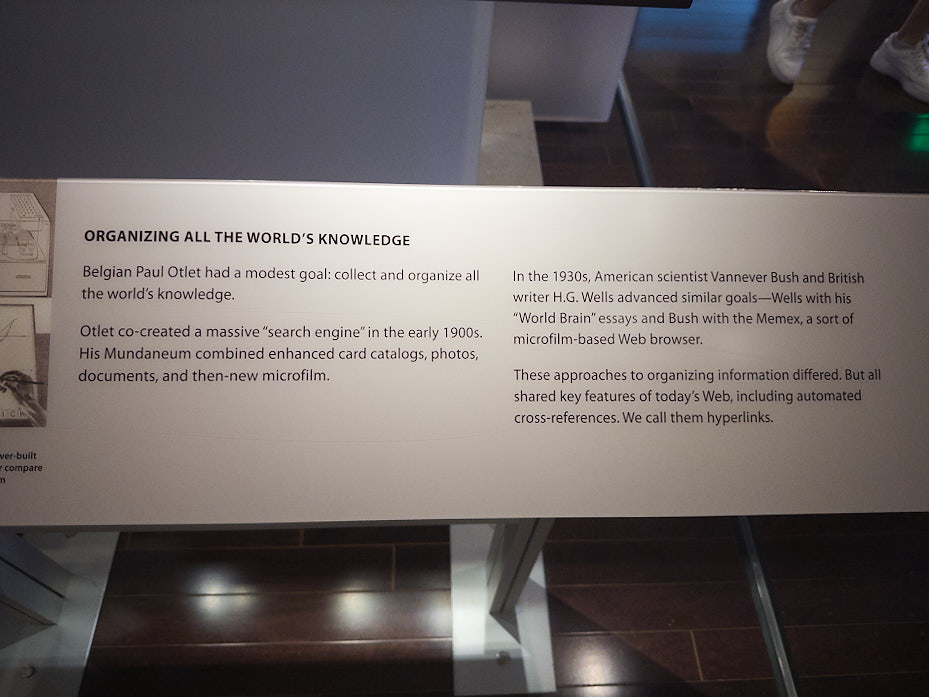 ORGANIZING ALL THE WORLD'S KNOWLEDGE
Belgian Paul Otlet had a modest goal: collect and organize all
the world's knowledge.
Otlet co-created a massive "search engine" in the early 1900s.
His Mundaneum combined enhanced card catalogs, photos,
documents, and then-new microfilm.
In the 1930s, American scientist Vannever Bush and British
writer H.G. Wells advanced similar goals—Wells with his
"World Brain" essays and Bush with the Memex, a sort of
microfilm-based Web browser.
These approaches to organizing information differed. But all
shared key features of today's Web, including automated
cross-references. We call them hyperlinks.
ver-built
compare